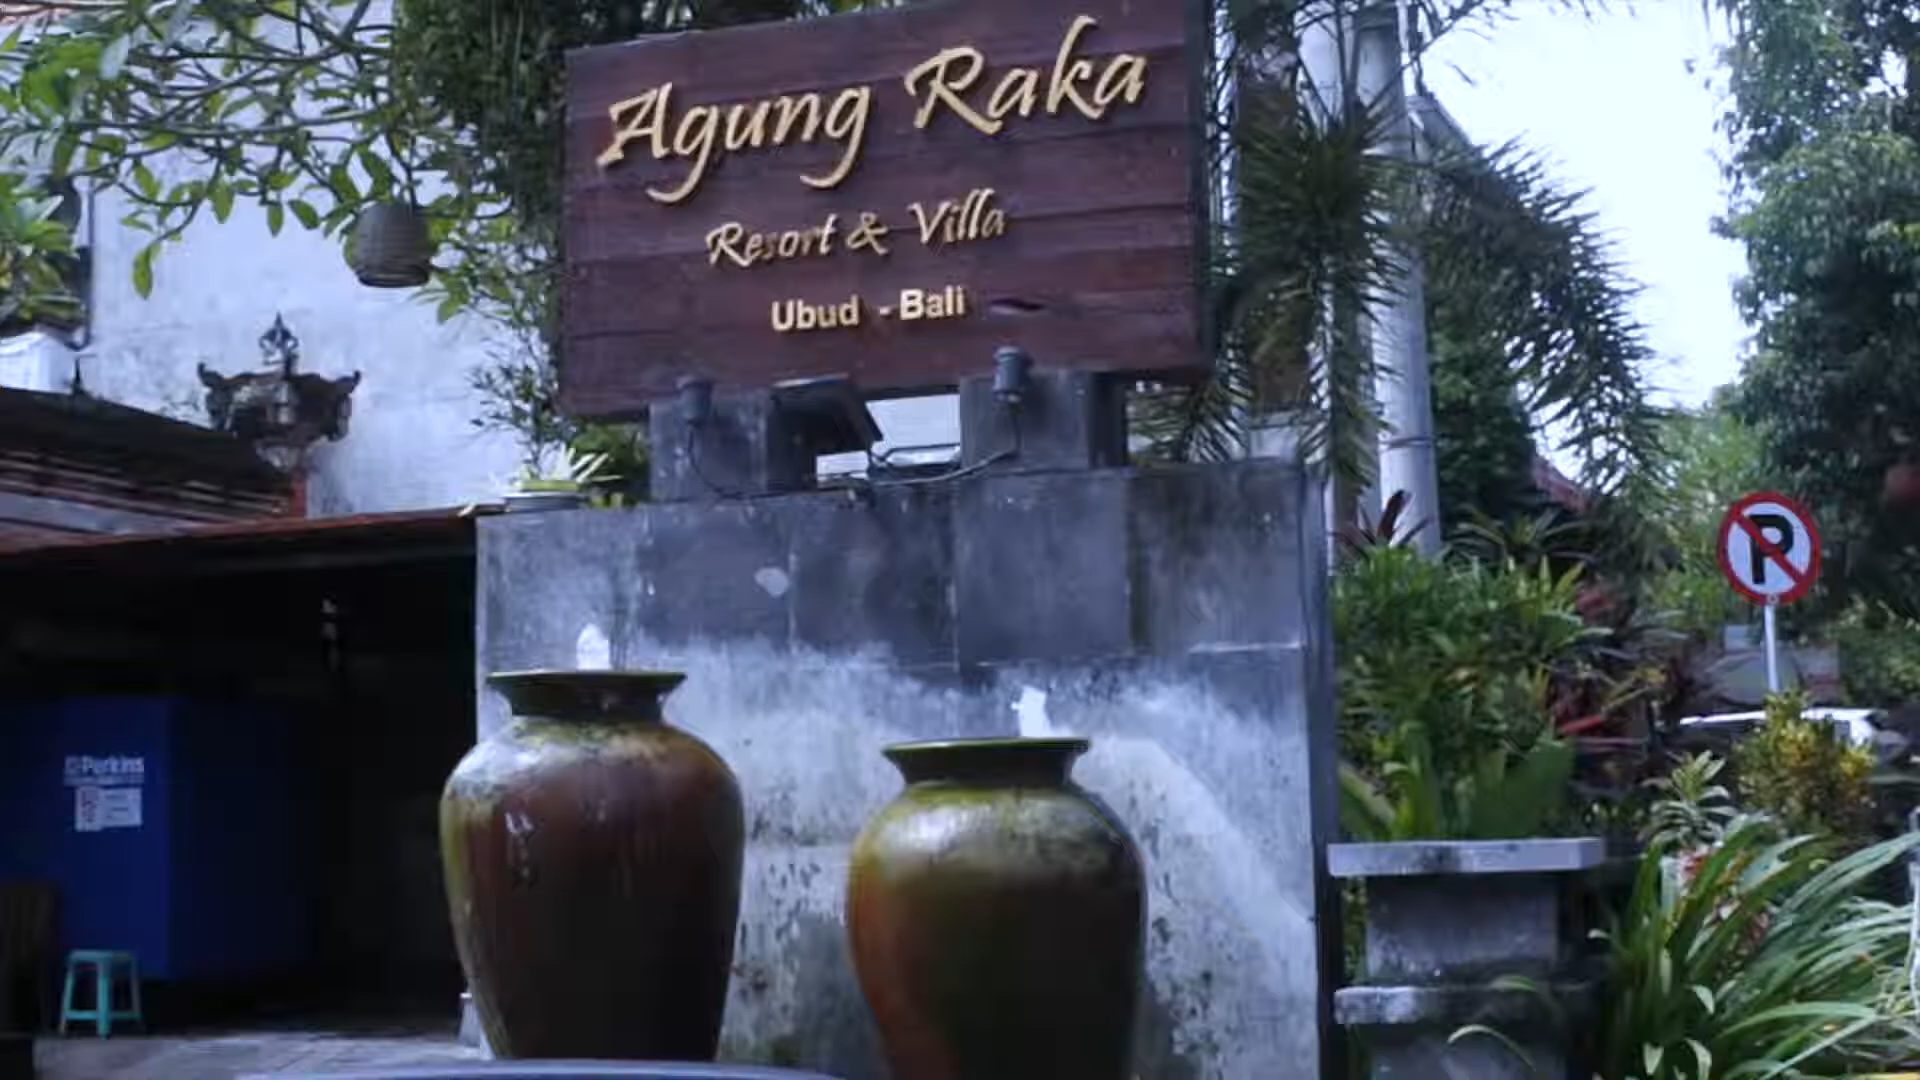 Agung Raka
Resort & Villa
Ubud - Bali
P
Perkins